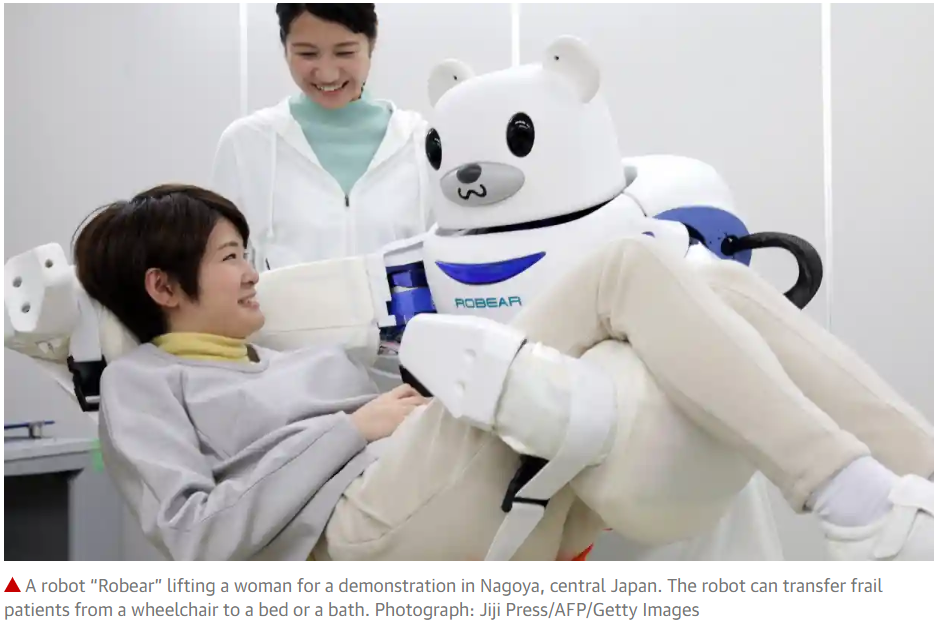 ROBEAR
A robot “Robear” lifting a woman for a demonstration in Nagoya, central Japan. The robot can transfer frail
patients from a wheelchair to a bed or a bath. Photograph: Jiji Press/AFP/Getty Images